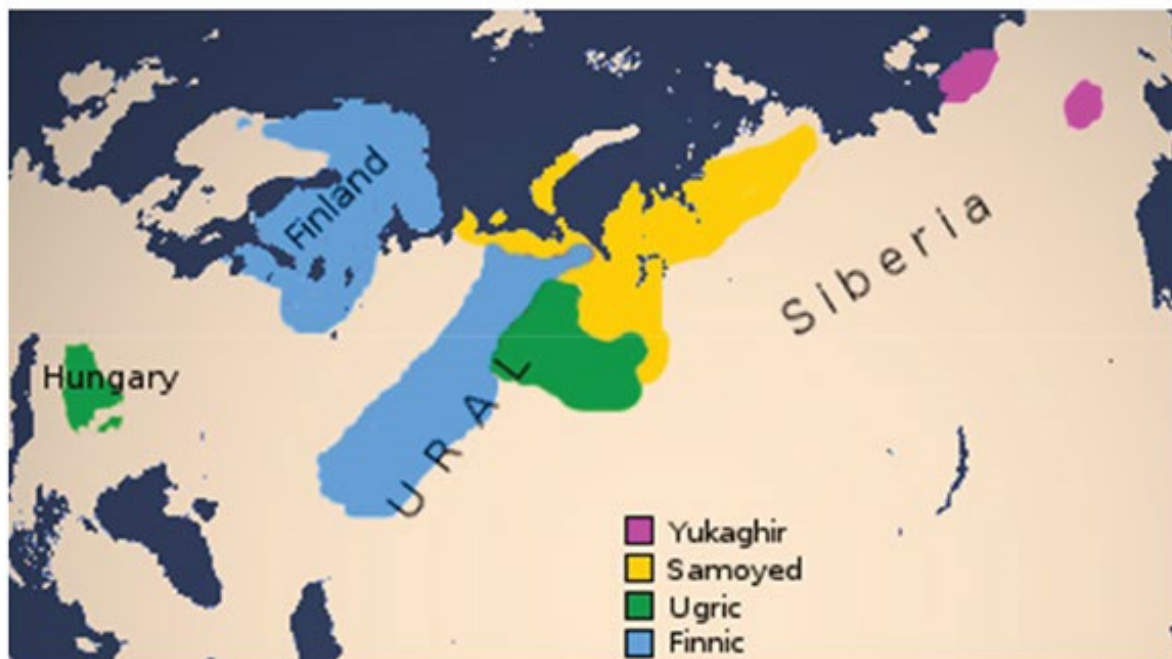 Finland
Siberia
Hungary
URAL
Yukaghir
Samoyed
Ugric
Finnic